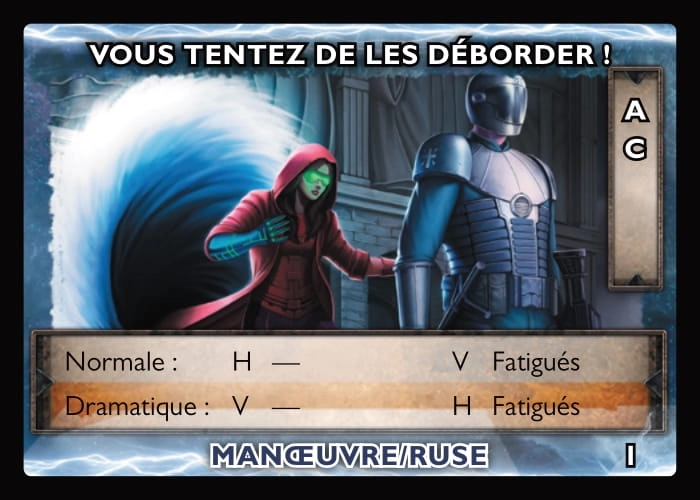 VOUS TENTEZ DE LES DÉBORDER !
A
C
Normale : H — V Fatigués
Dramatique : V — H Fatigués
MANŒUVRE/RUSE
I